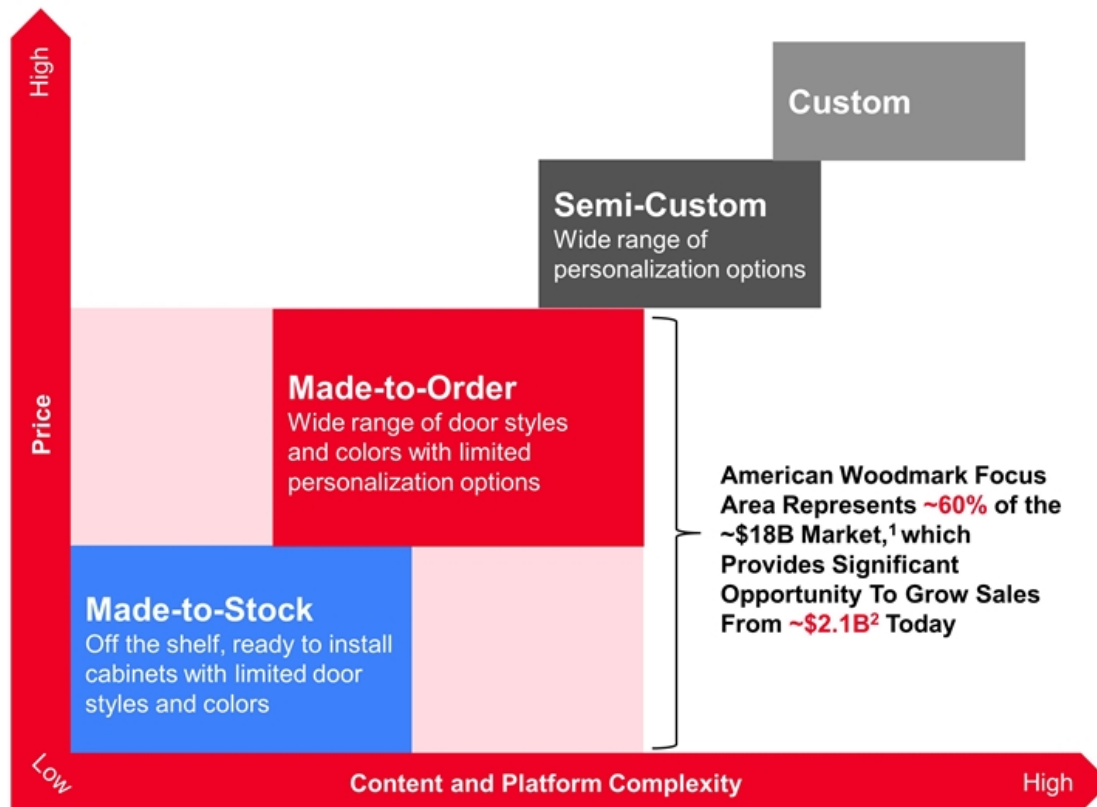 High
Custom
Semi-Custom
Wide range of
personalization options
Made-to-Order
Wide range of door styles
and colors with limited
personalization options
Price
American Woodmark Focus
Area Represents ~60% of the
~$18B Market,¹ which
Provides Significant
Opportunity To Grow Sales
From ~$2.1B² Today
Made-to-Stock
Off the shelf, ready to install
cabinets with limited door
styles and colors
Low
Content and Platform Complexity
High